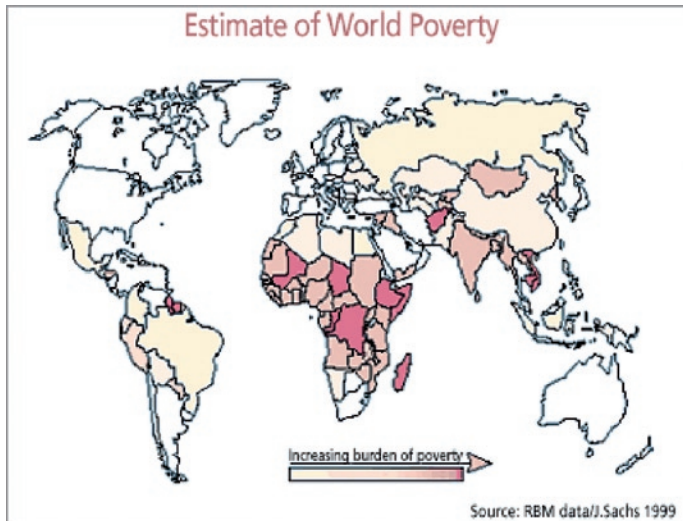 Estimate of World Poverty
Increasing burden of poverty
Source: RBM data/J.Sachs 1999